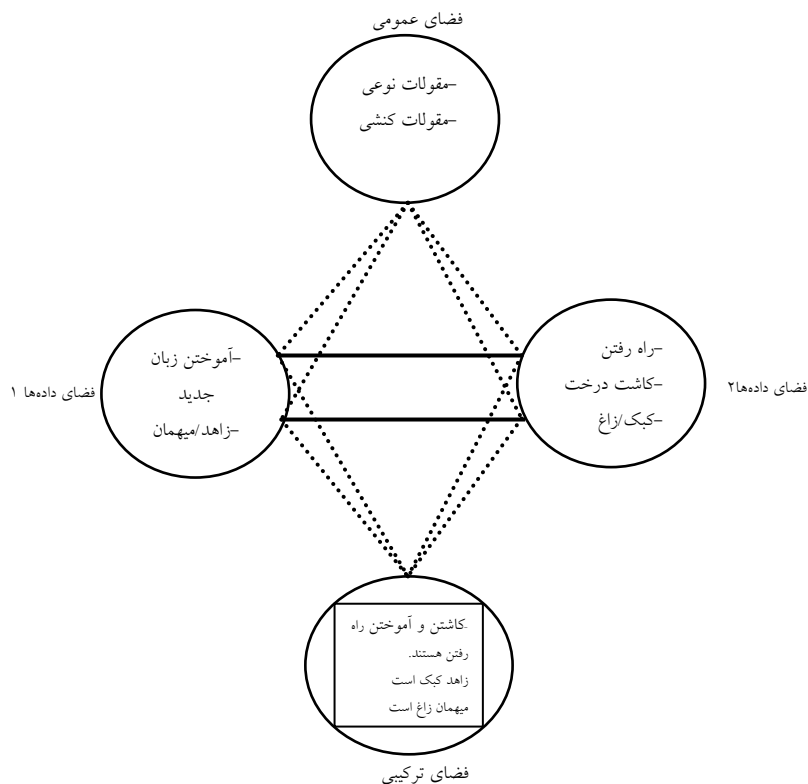 فضای عمومی
–مقولات نوعی
–مقولات کنشی
–راه رفتن
–کاشت درخت
–کبک/زاغ
فضای داده‌ها۲
–آموختن زبان
جدید
–زاهد/میهمان
فضای داده‌ها ۱
-کاشتن و آموختن راه
رفتن هستند.
زاهد کبک است
میهمان زاغ است
فضای ترکیبی